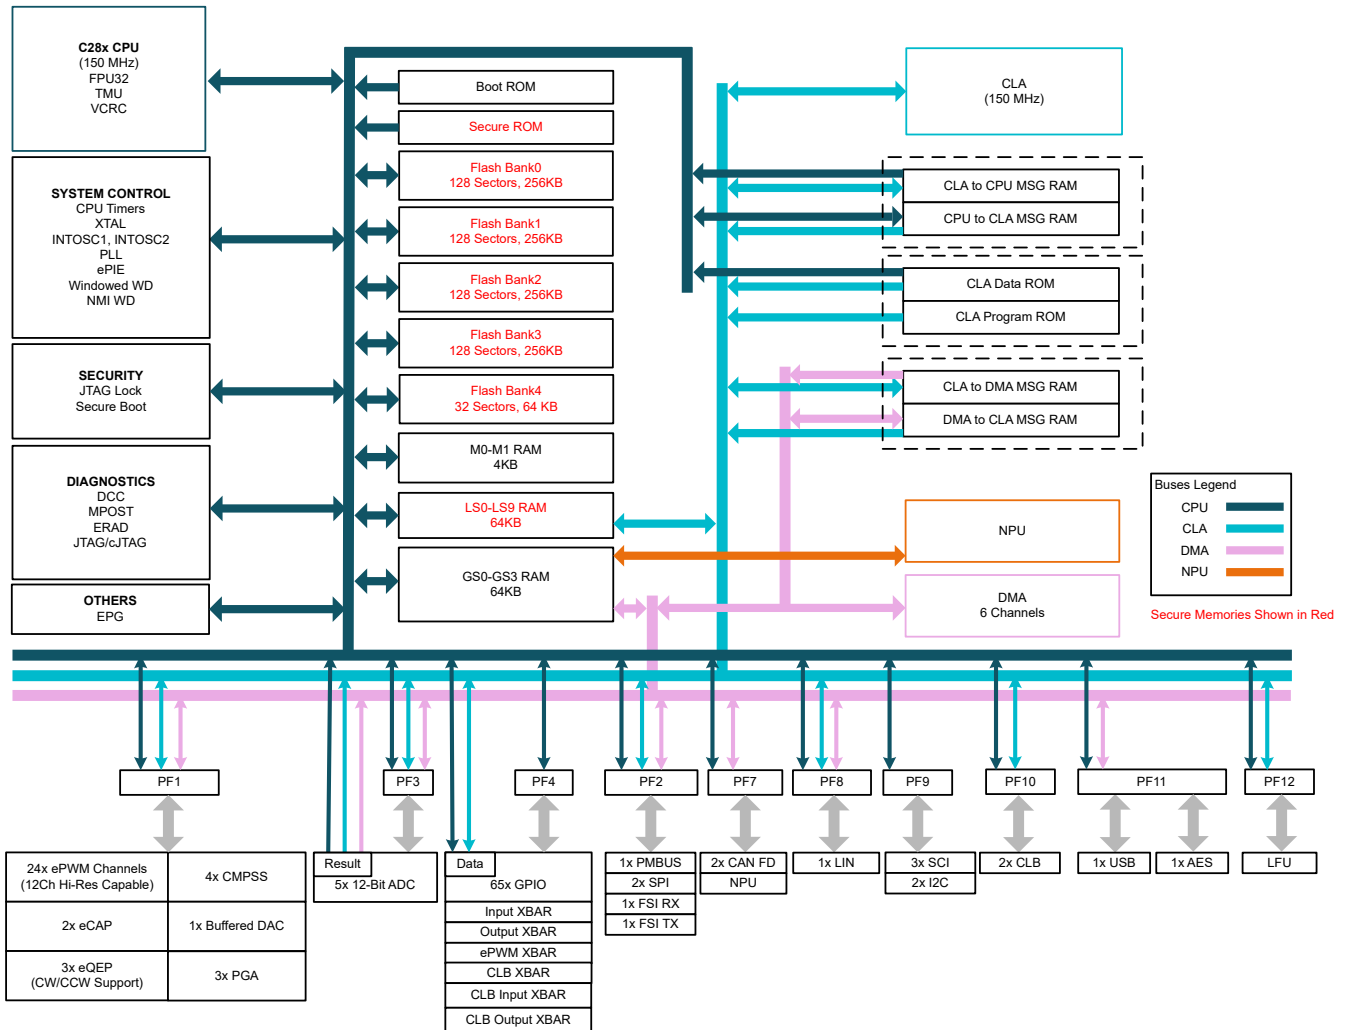 C28x CPU
(150 MHz)
FPU32
TMU
VCRC
SYSTEM CONTROL
CPU Timers
XTAL
INTOSC1, INTOSC2
PLL
ePIE
Windowed WD
NMI WD
SECURITY
JTAG Lock
Secure Boot
DIAGNOSTICS
DCC
MPOST
ERAD
JTAG/cJTAG
OTHERS
EPG
Boot ROM
Secure ROM
Flash Bank0
128 Sectors, 256KB
Flash Bank1
128 Sectors, 256KB
Flash Bank2
128 Sectors, 256KB
Flash Bank3
128 Sectors, 256KB
Flash Bank4
32 Sectors, 64 KB
M0-M1 RAM
4KB
LS0-LS9 RAM
64KB
GS0-GS3 RAM
64KB
CLA
(150 MHz)
CLA to CPU MSG RAM
CPU to CLA MSG RAM
CLA Data ROM
CLA Program ROM
CLA to DMA MSG RAM
DMA to CLA MSG RAM
NPU
DMA
6 Channels
Buses Legend
CPU
CLA
DMA
NPU
Secure Memories Shown in Red
PF1
PF3
PF4
PF2
PF7
PF8
PF9
PF10
PF11
PF12
24x ePWM Channels
(12Ch Hi-Res Capable)
4x CMPSS
2x eCAP
1x Buffered DAC
3x eQEP
(CW/CCW Support)
3x PGA
Result
5x 12-Bit ADC
Data
65x GPIO
Input XBAR
Output XBAR
ePWM XBAR
CLB XBAR
CLB Input XBAR
CLB Output XBAR
1x PMBUS
2x SPI
1x FSI RX
1x FSI TX
2x CAN FD
NPU
1x LIN
3x SCI
2x I2C
2x CLB
1x USB
1x AES
LFU